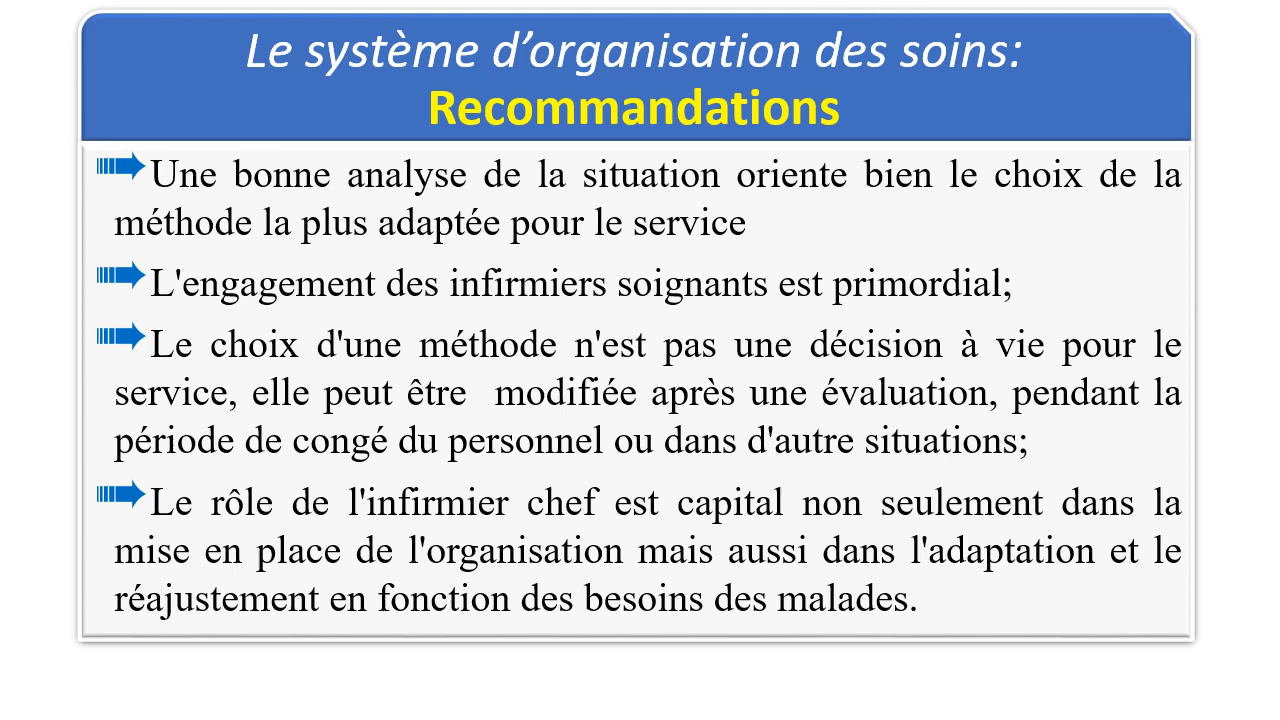 Le système d’organisation des soins:
Recommandations
Une bonne analyse de la situation oriente bien le choix de la
méthode la plus adaptée pour le service
L'engagement des infirmiers soignants est primordial;
Le choix d'une méthode n'est pas une décision à vie pour le
service, elle peut être  modifiée après une évaluation, pendant la
période de congé du personnel ou dans d'autre situations;
Le rôle de l'infirmier chef est capital non seulement dans la
mise en place de l'organisation mais aussi dans l'adaptation et le
réajustement en fonction des besoins des malades.